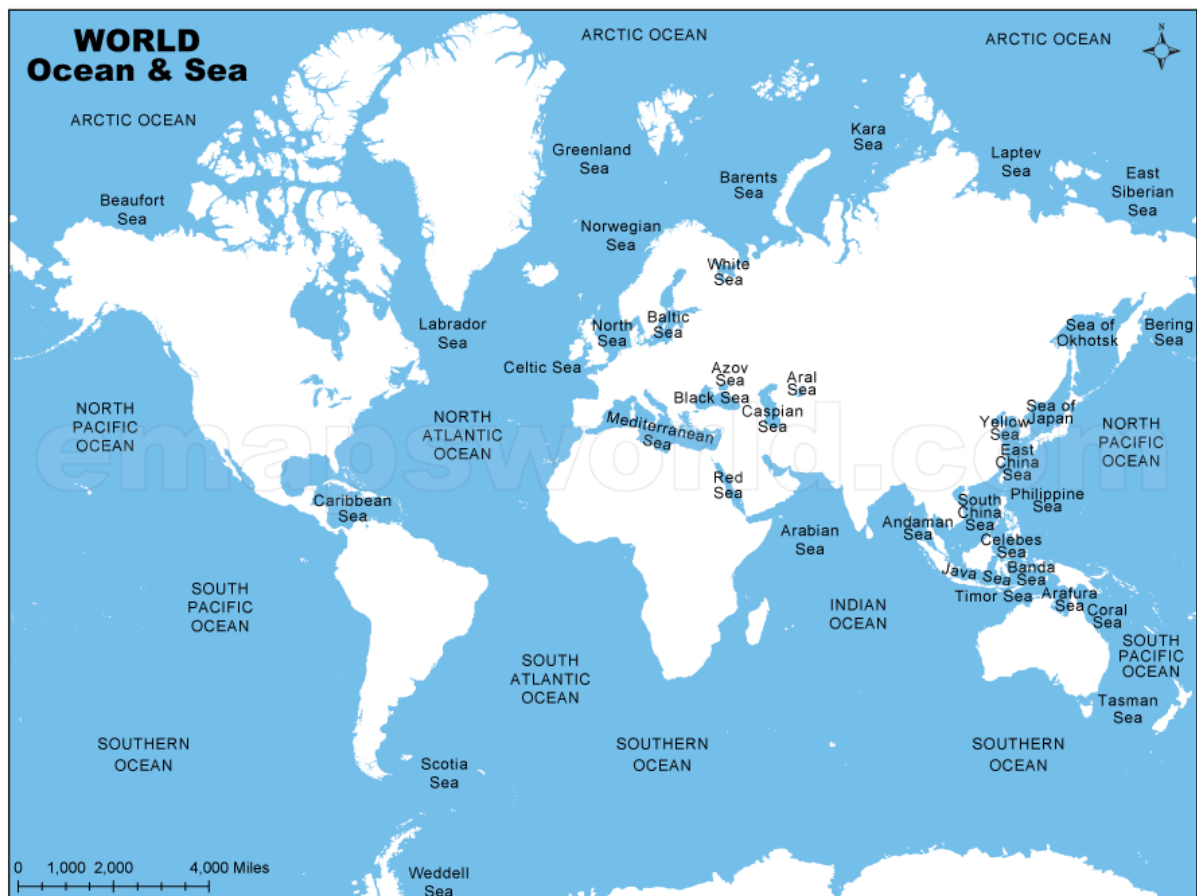 WORLD
Ocean & Sea
ARCTIC OCEAN
ARCTIC OCEAN
N
ARCTIC OCEAN
Greenland
Sea
Kara
Sea
Laptev
Sea
Barents
Sea
East
Siberian
Sea
Beaufort
Sea
Norwegian
Sea
White
Sea
Labrador
Sea
North
Sea
Baltic
Sea
Sea of
Okhotsk
Bering
Sea
Celtic Sea
Azov
Sea
Aral
Sea
Black Sea
Caspian
Sea
Mediterranean
Sea
NORTH
PACIFIC
OCEAN
NORTH
ATLANTIC
OCEAN
Sea of
Japan
Yellow
Sea
NORTH
PACIFIC
OCEAN
East
China
Sea
emapsworld.com
Red
Sea
Caribbean
Sea
Philippine
Sea
South
China
Sea
Andaman
Sea
Arabian
Sea
Celebes
Sea
Java Sea
Banda
Sea
Timor Sea
Arafura
Sea
Coral
Sea
SOUTH
PACIFIC
OCEAN
INDIAN
OCEAN
SOUTH
ATLANTIC
OCEAN
SOUTH
PACIFIC
OCEAN
Tasman
Sea
SOUTHERN
OCEAN
SOUTHERN
OCEAN
SOUTHERN
OCEAN
Scotia
Sea
Weddell
Sea
0 1,000 2,000 4,000 Miles